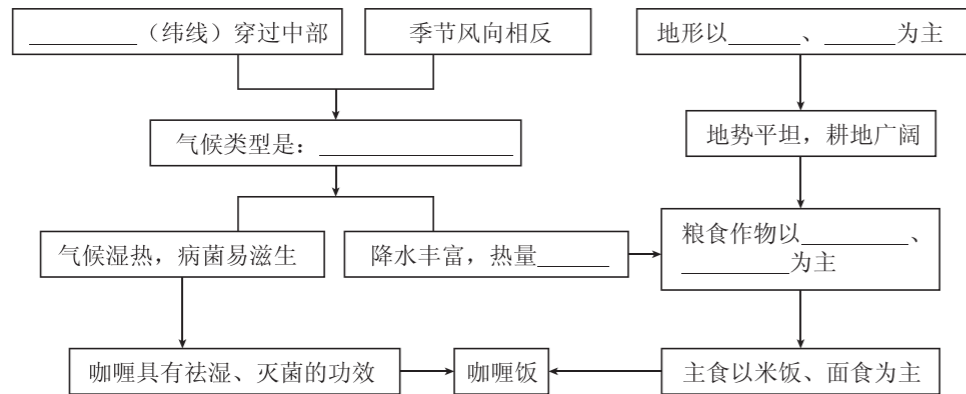 _________（纬线）穿过中部
季节风向相反
地形以______、______为主
气候类型是：________________
地势平坦，耕地广阔
气候湿热，病菌易滋生
降水丰富，热量______
粮食作物以_________、
_________为主
咖喱具有祛湿、灭菌的功效
咖喱饭
主食以米饭、面食为主